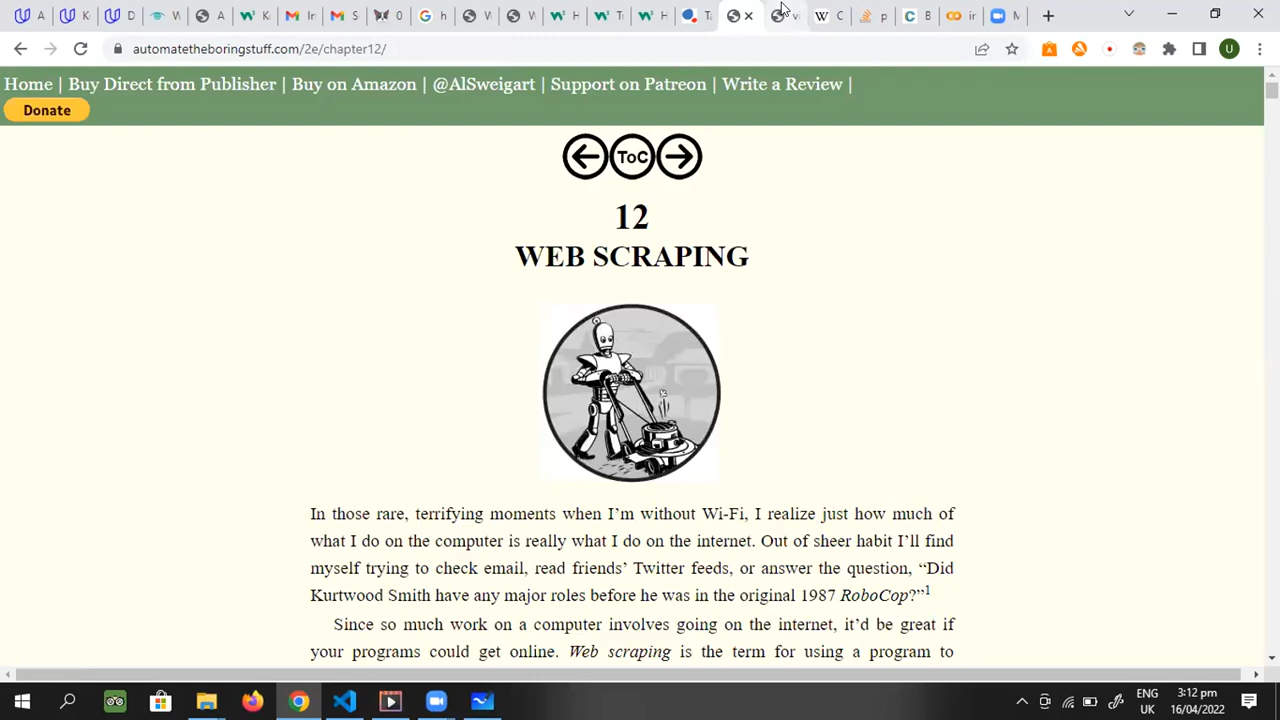 automatetheboringstuff.com/2e/chapter12/
Home | Buy Direct from Publisher | Buy on Amazon | @AlSweigart | Support on Patreon | Write a Review |
Donate
ToC
12
WEB SCRAPING
In those rare, terrifying moments when I’m without Wi-Fi, I realize just how much of
what I do on the computer is really what I do on the internet. Out of sheer habit I’ll find
myself trying to check email, read friends’ Twitter feeds, or answer the question, “Did
Kurtwood Smith have any major roles before he was in the original 1987 RoboCop?”1
Since so much work on a computer involves going on the internet, it’d be great if
your programs could get online. Web scraping is the term for using a program to
ENG
UK
3:12 pm
16/04/2022